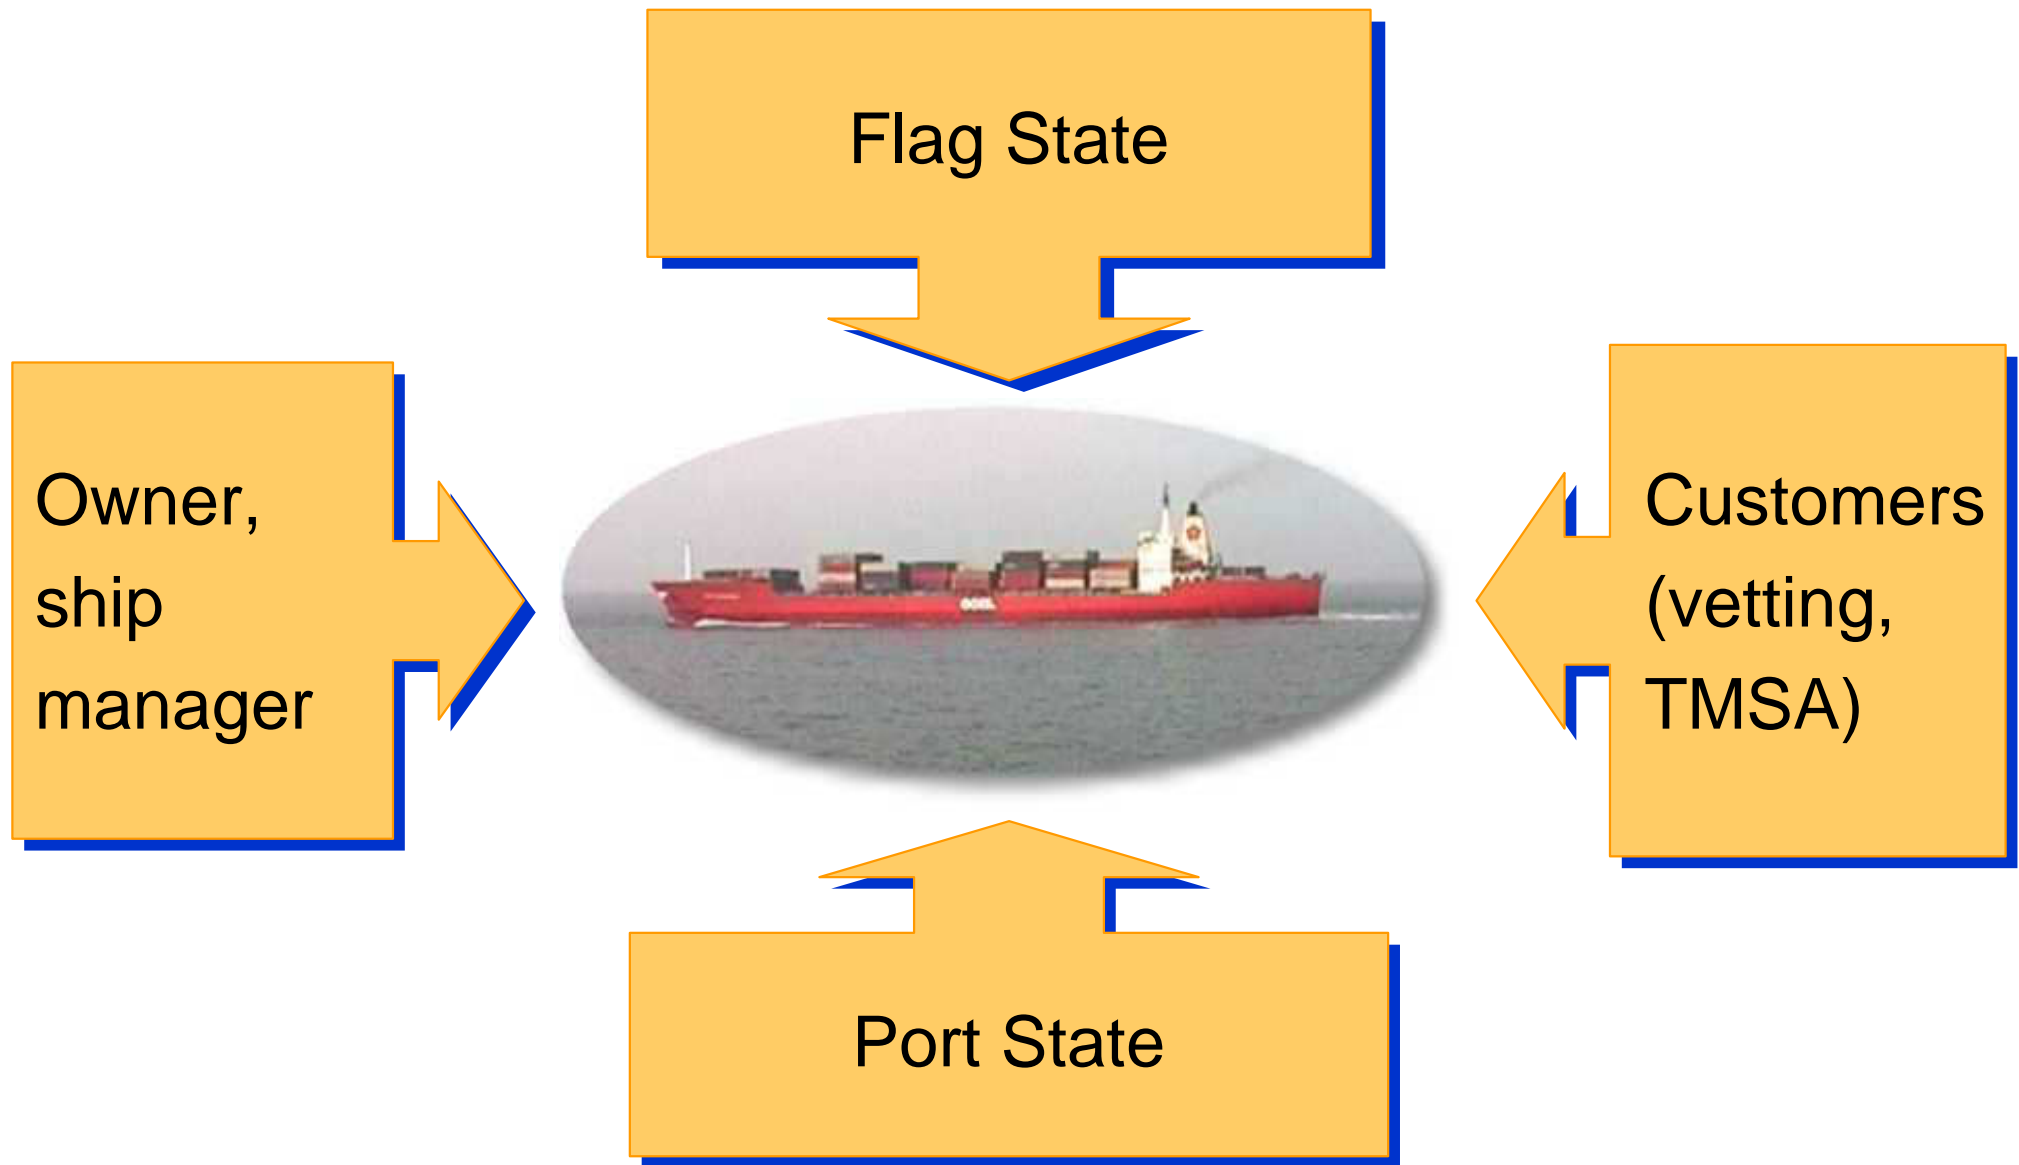 Flag State
Owner,
ship
manager
Customers
(vetting,
TMSA)
Port State